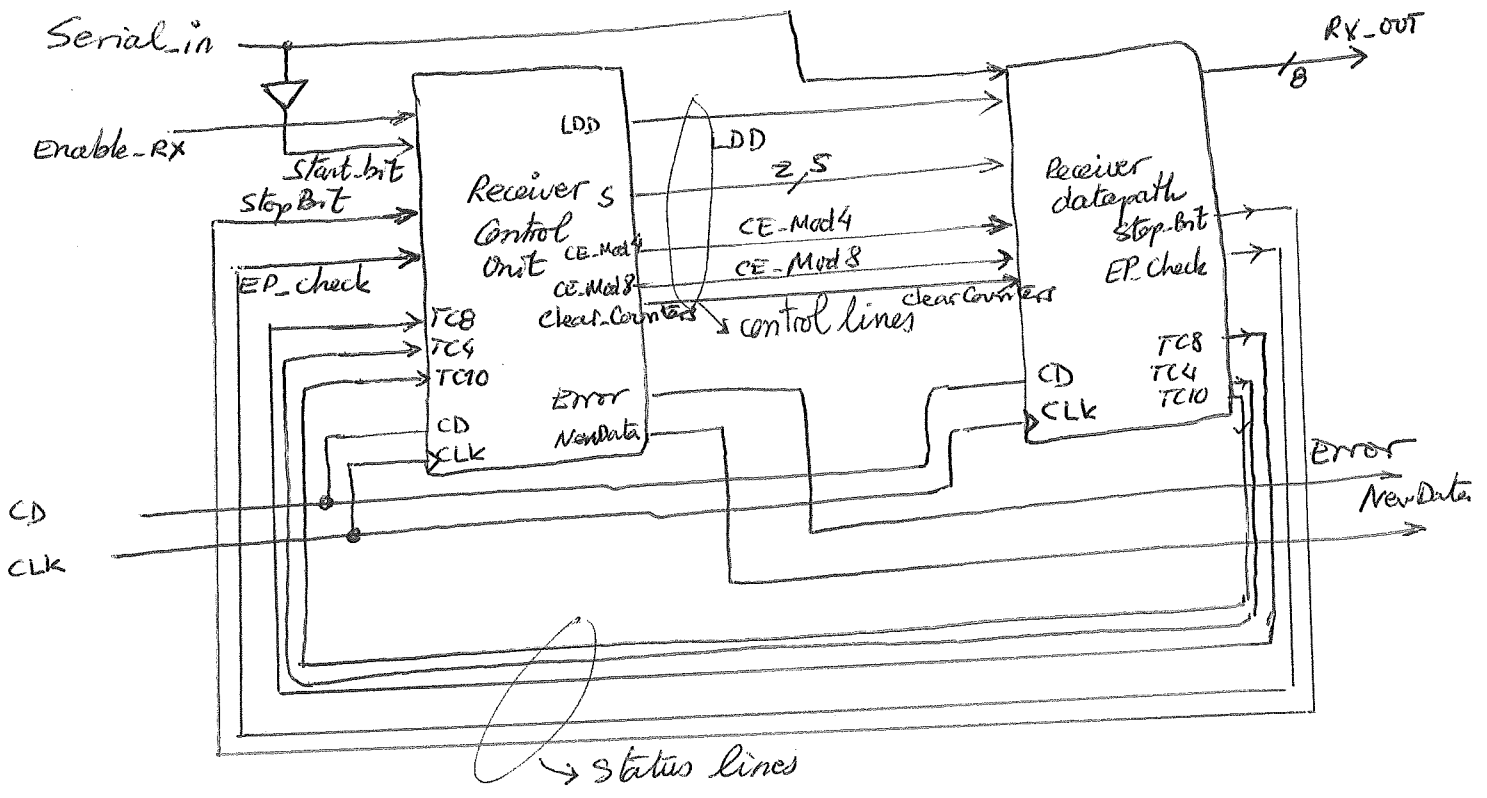 Serial_in
RX_OUT
8
Enable_RX
Start_bit
StopBit
EP_check
LDD
LDD
Receiver
Control
Unit
S
2,5
CE_Mod4
CE_Mod4
CE_Mod8
CE_Mod8
Clear_Counters
clearCounters
control lines
Receiver
datapath
Stop_Bit
EP_Check
TC8
TC4
TC10
TC8
TC4
TC10
CD
CLK
Error
NewData
CD
CLK
Error
NewData
CD
CLK
status lines